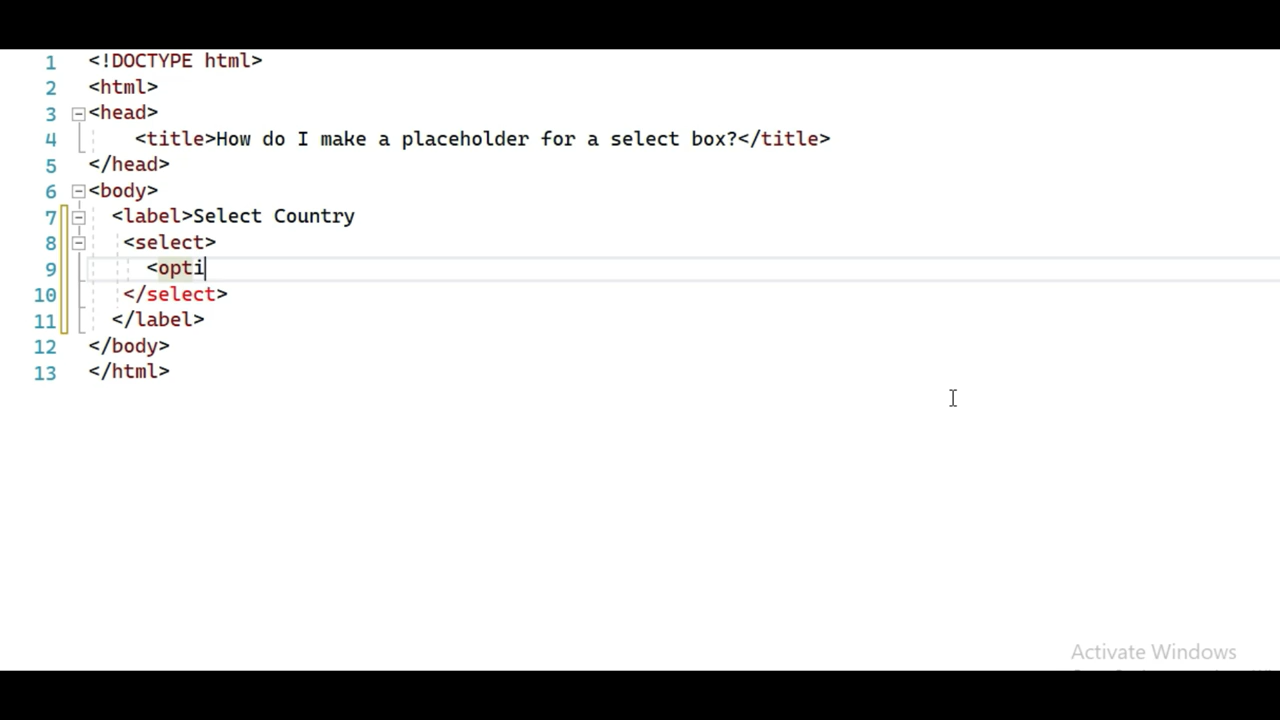 1 <!DOCTYPE html>
2 <html>
3 <head>
4 <title>How do I make a placeholder for a select box?</title>
5 </head>
6 <body>
7 <label>Select Country
8 <select>
9 <opti
10 </select>
11 </label>
12 </body>
13 </html>
Activate Windows